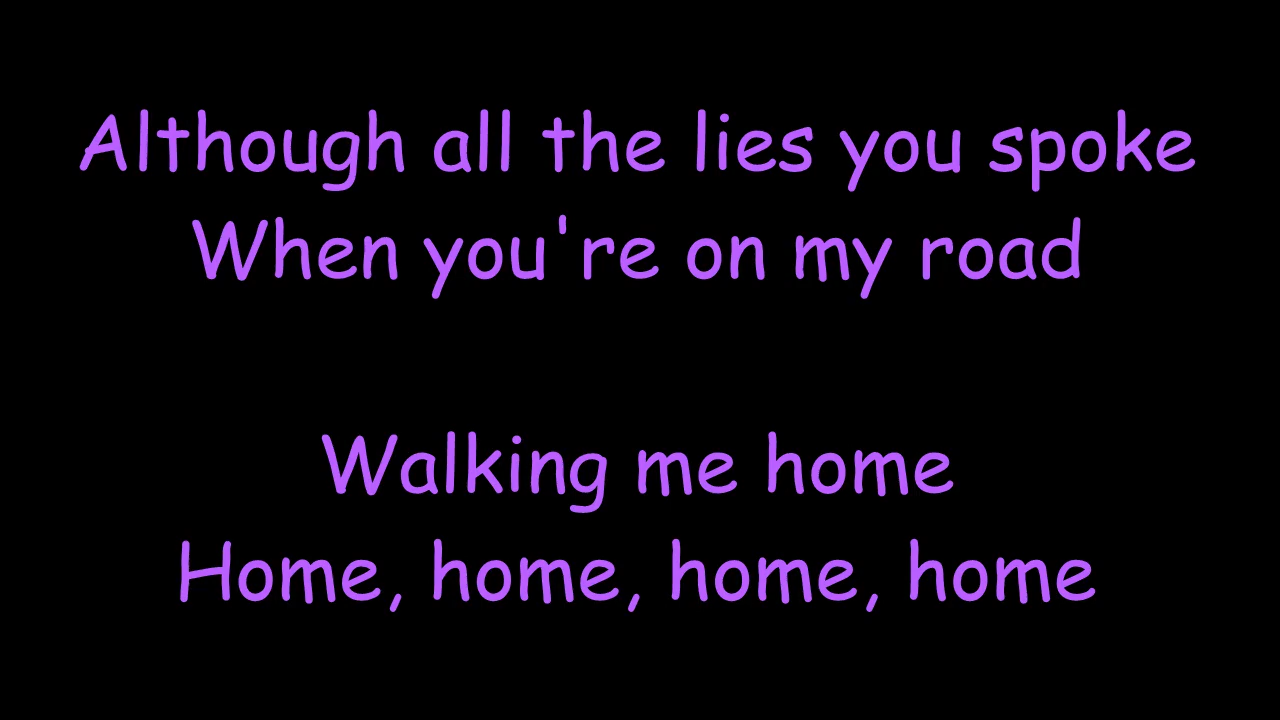 Although all the lies you spoke
When you're on my road
Walking me home
Home, home, home, home